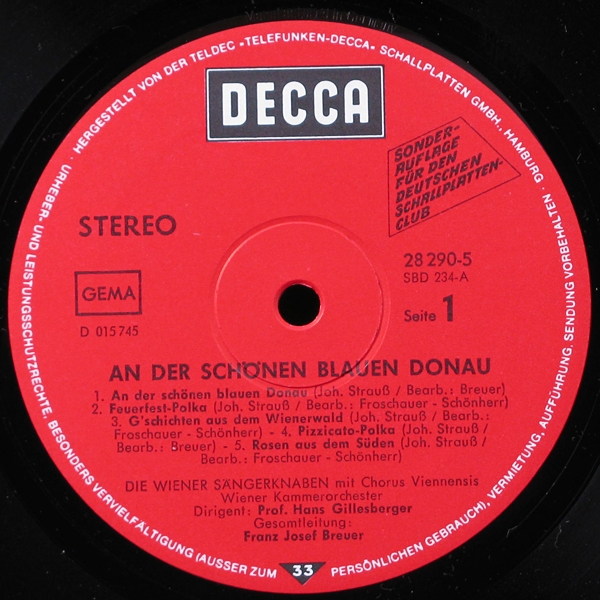 HERGESTELLT VON DER TELDEC »TELEFUNKEN-DECCA« SCHALLPLATTEN GMBH., HAMBURG · URHEBER- UND LEISTUNGSSCHUTZRECHTE, BESONDERS VERVIELFÄLTIGUNG (AUSSER ZUM PERSÖNLICHEN GEBRAUCH), VERMIETUNG, AUFFÜHRUNG, SENDUNG VORBEHALTEN ·
DECCA
SONDER-
AUFLAGE
FÜR DEN
DEUTSCHEN
SCHALLPLATTEN-
CLUB
STEREO
28 290-5
SBD 234-A
GEMA
Seite 1
D 015 745
AN DER SCHÖNEN BLAUEN DONAU
1. An der schönen blauen Donau (Joh. Strauß / Bearb.: Breuer)
2. Feuerfest-Polka (Joh. Strauß / Bearb.: Froschauer - Schönherr)
3. G'schichten aus dem Wienerwald (Joh. Strauß / Bearb.:
Froschauer - Schönherr) - 4. Pizzicato-Polka (Joh. Strauß /
Bearb.: Breuer) - 5. Rosen aus dem Süden (Joh. Strauß /
Bearb.: Froschauer - Schönherr)
DIE WIENER SÄNGERKNABEN mit Chorus Viennensis
Wiener Kammerorchester
Dirigent: Prof. Hans Gillesberger
Gesamtleitung:
Franz Josef Breuer
33